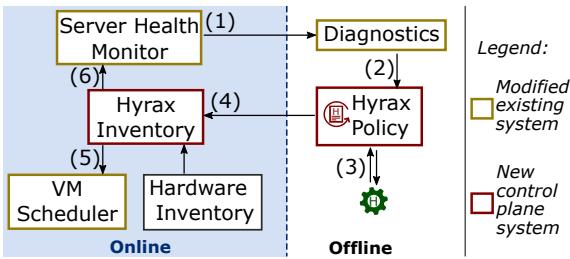 Server Health
Monitor
(1)
Diagnostics
(2)
(6)
Hyrax
Inventory
(4)
H
Hyrax
Policy
(5)
(3)
VM
Scheduler
Hardware
Inventory
H
Online
Offline
Legend:
Modified
existing
system
New
control
plane
system